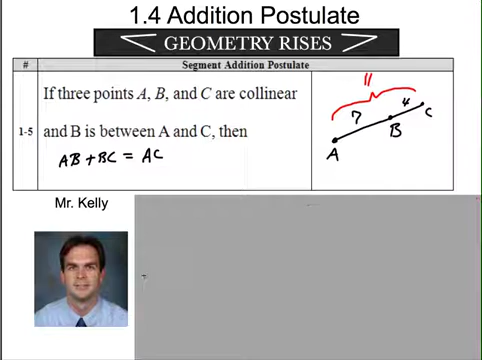 1.4 Addition Postulate
GEOMETRY RISES
# Segment Addition Postulate
If three points A, B, and C are collinear
1-5 and B is between A and C, then
AB + BC = AC
11
7 4
A B C
Mr. Kelly